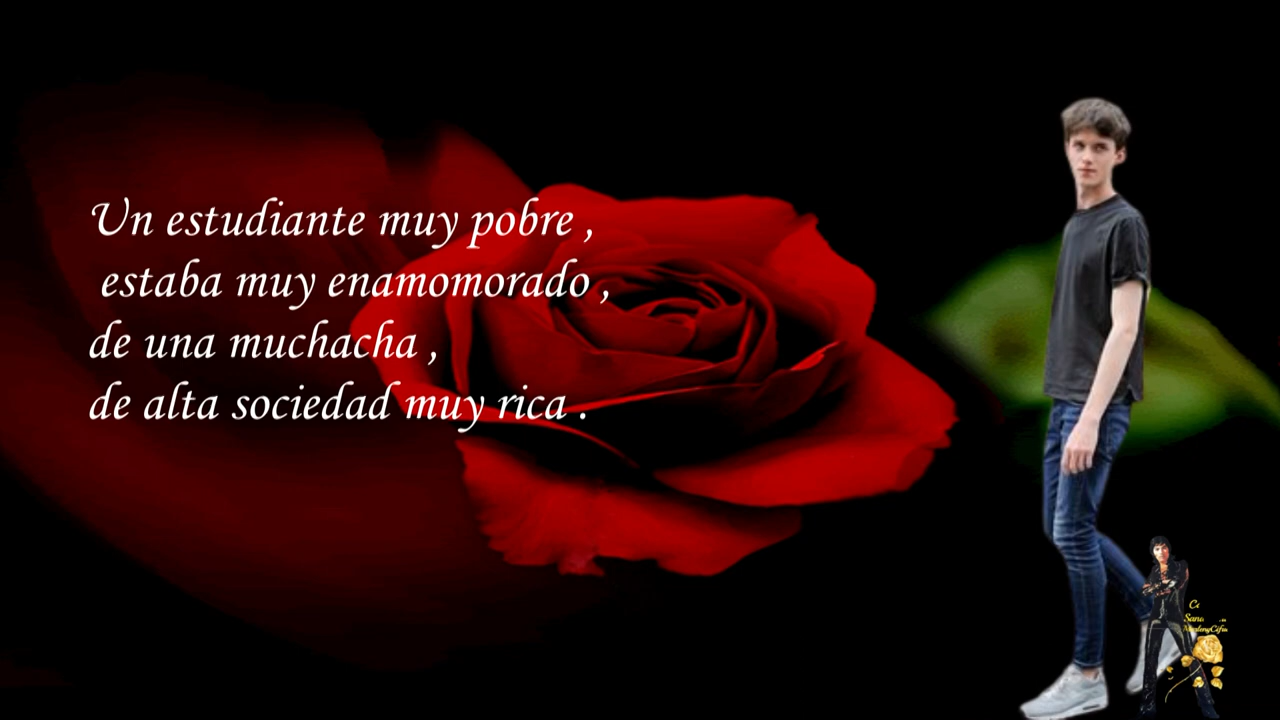 Un estudiante muy pobre ,
estaba muy enamomorado ,
de una muchacha ,
de alta sociedad muy rica .